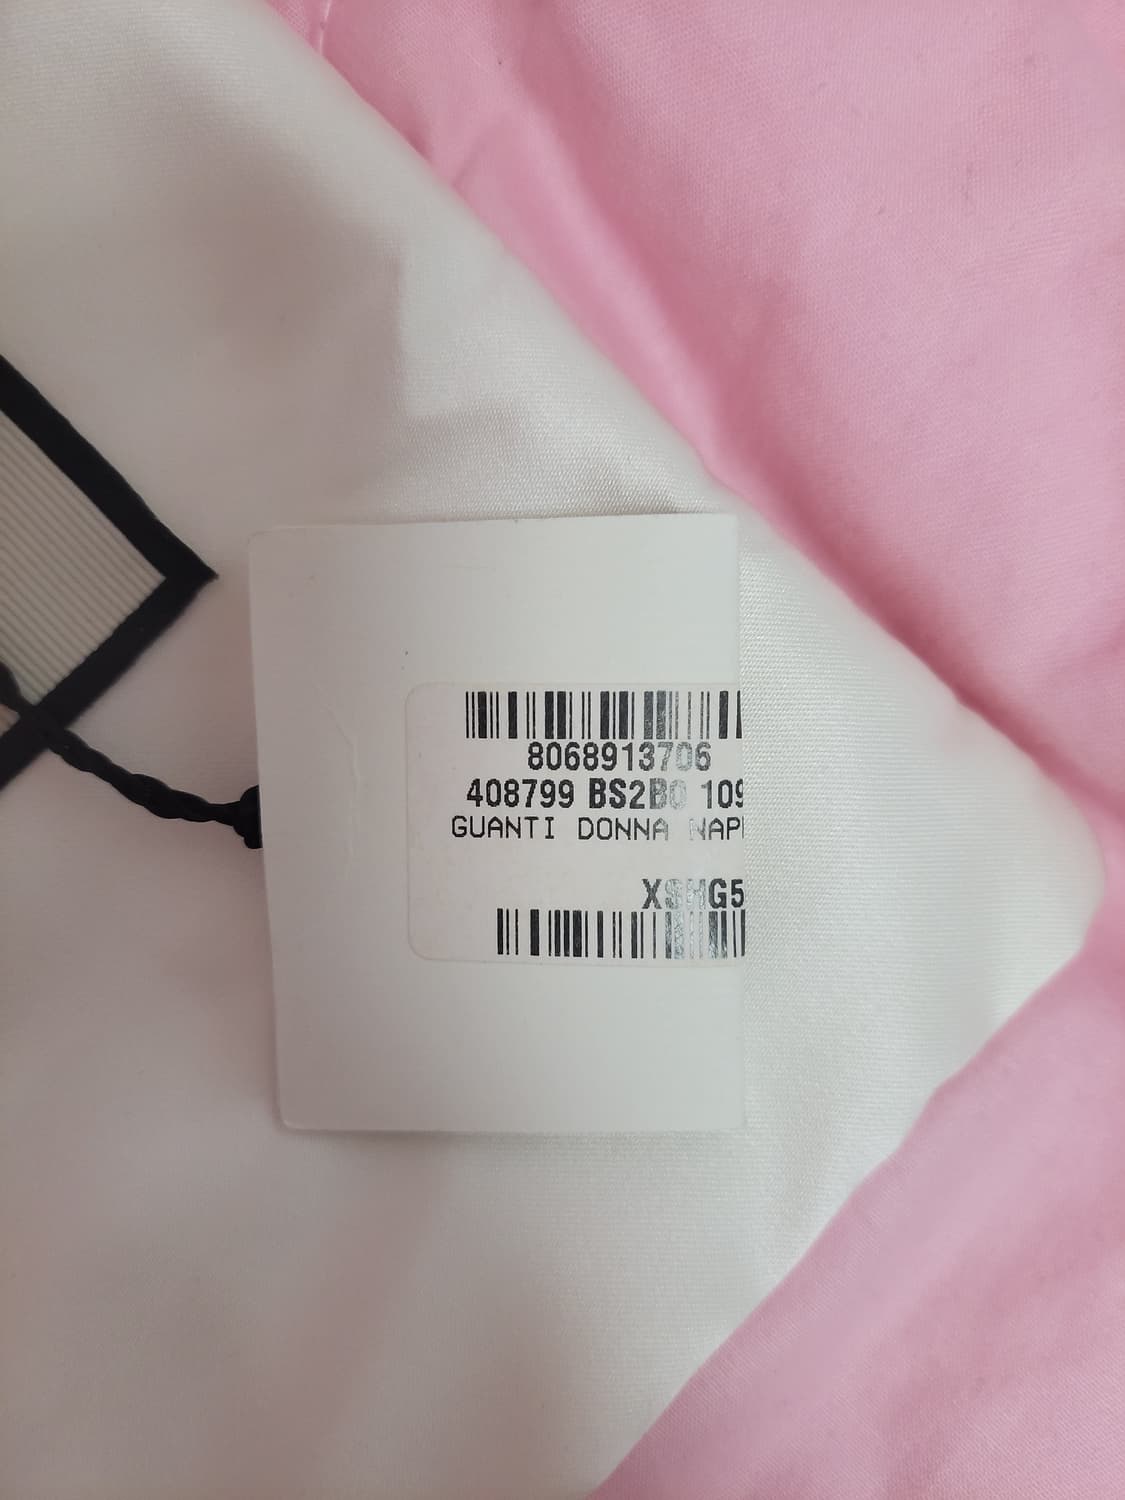 8068913706
408799 BS2B0 109
GUANTI DONNA NAP
XSHG5